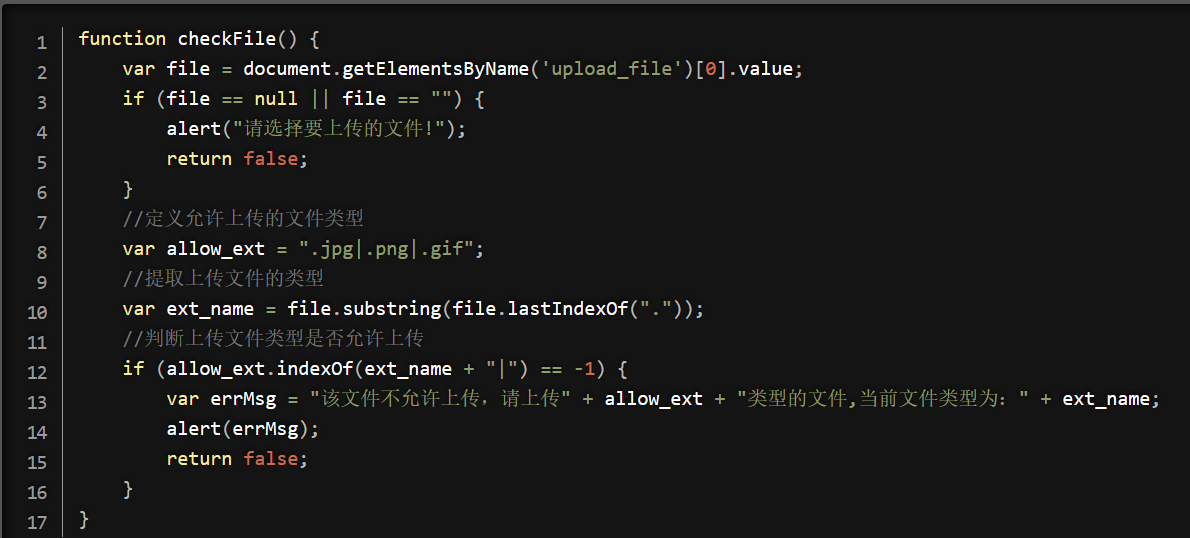 1 function checkFile() {
2     var file = document.getElementsByName('upload_file')[0].value;
3     if (file == null || file == "") {
4         alert("请选择要上传的文件!");
5         return false;
6     }
7     //定义允许上传的文件类型
8     var allow_ext = ".jpg|.png|.gif";
9     //提取上传文件的类型
10     var ext_name = file.substring(file.lastIndexOf("."));
11     //判断上传文件类型是否允许上传
12     if (allow_ext.indexOf(ext_name + "|") == -1) {
13         var errMsg = "该文件不允许上传，请上传" + allow_ext + "类型的文件,当前文件类型为：" + ext_name;
14         alert(errMsg);
15         return false;
16     }
17 }